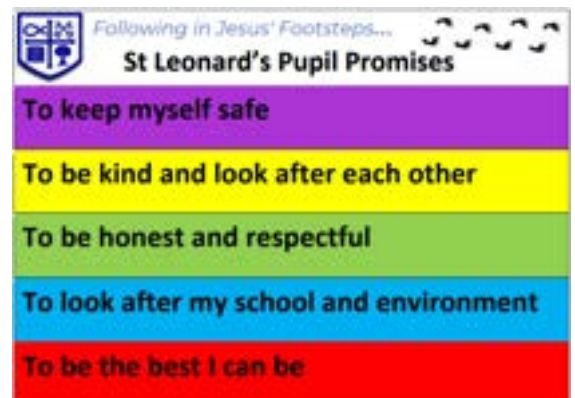 Following in Jesus' Footsteps...
St Leonard's Pupil Promises
To keep myself safe
To be kind and look after each other
To be honest and respectful
To look after my school and environment
To be the best I can be